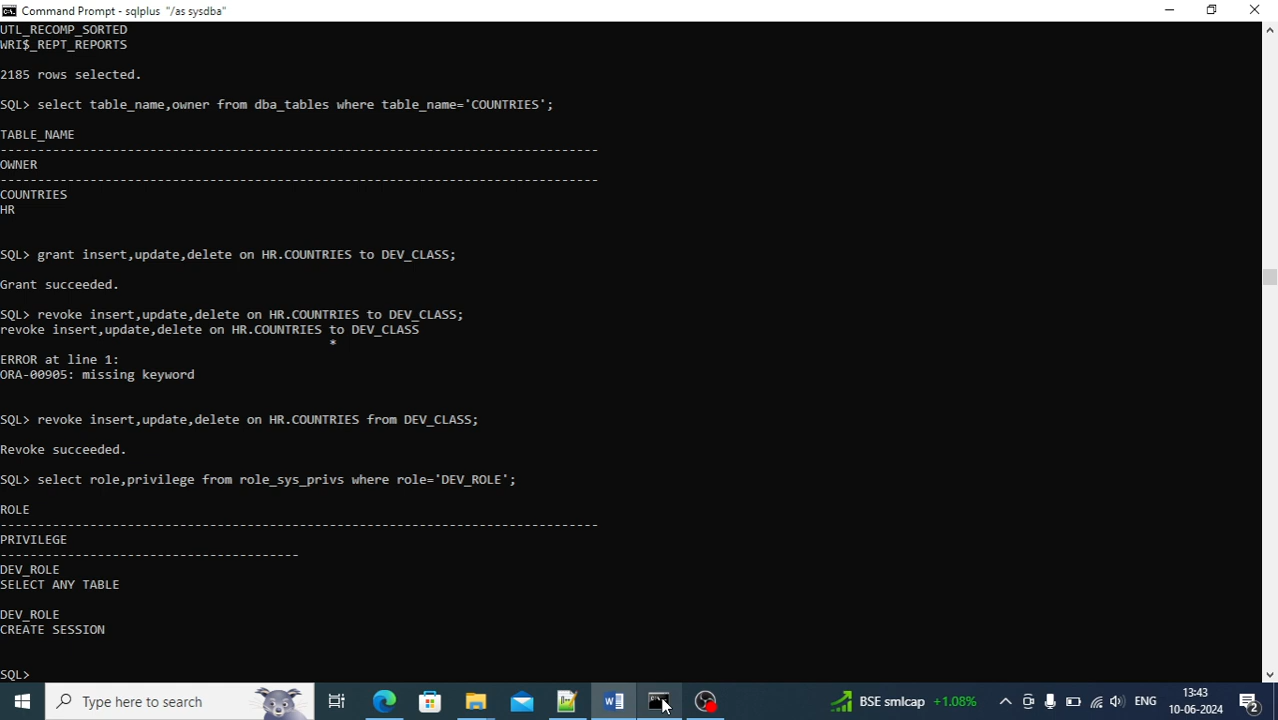 Command Prompt - sqlplus "/as sysdba"
UTL_RECOMP_SORTED
WRI$_REPT_REPORTS
2185 rows selected.
SQL> select table_name,owner from dba_tables where table_name='COUNTRIES';
TABLE_NAME
--------------------------------------------------------------------------------
OWNER
--------------------------------------------------------------------------------
COUNTRIES
HR
SQL> grant insert,update,delete on HR.COUNTRIES to DEV_CLASS;
Grant succeeded.
SQL> revoke insert,update,delete on HR.COUNTRIES to DEV_CLASS;
revoke insert,update,delete on HR.COUNTRIES to DEV_CLASS
*
ERROR at line 1:
ORA-00905: missing keyword
SQL> revoke insert,update,delete on HR.COUNTRIES from DEV_CLASS;
Revoke succeeded.
SQL> select role,privilege from role_sys_privs where role='DEV_ROLE';
ROLE
--------------------------------------------------------------------------------
PRIVILEGE
----------------------------------------
DEV_ROLE
SELECT ANY TABLE
DEV_ROLE
CREATE SESSION
SQL>
Type here to search
BSE smlcap +1.08%
ENG
13:43
10-06-2024
2